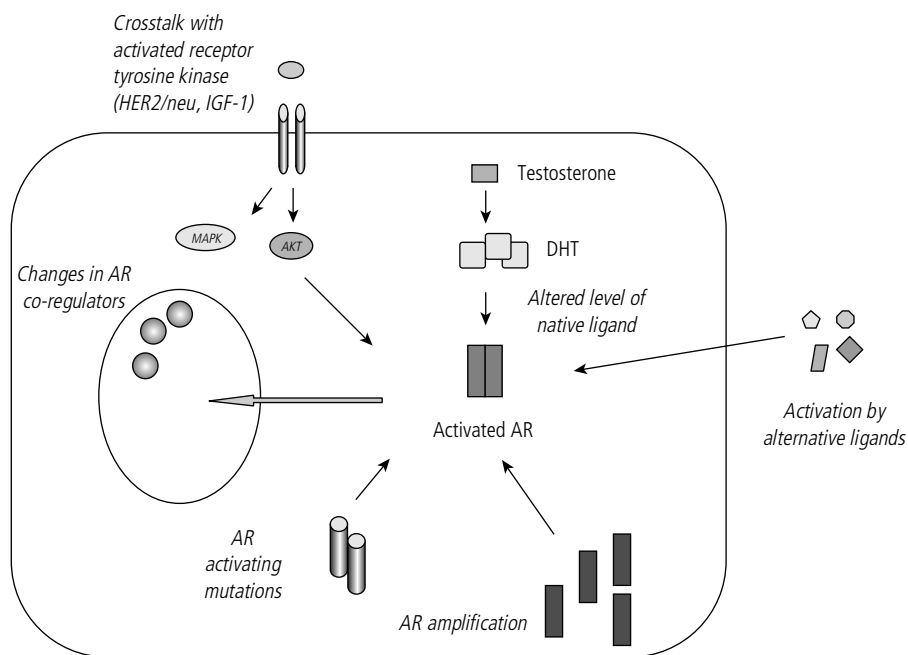 Crosstalk with
activated receptor
tyrosine kinase
(HER2/neu, IGF-1)
Testosterone
MAPK
AKT
DHT
Changes in AR
co-regulators
Altered level of
native ligand
Activated AR
Activation by
alternative ligands
AR
activating
mutations
AR amplification